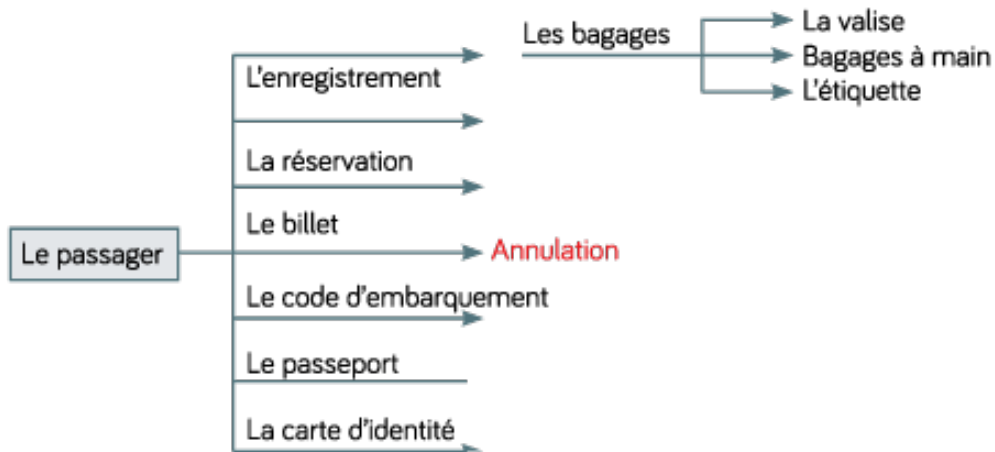 Les bagages
La valise
Bagages à main
L'étiquette
L'enregistrement
La réservation
Le billet
Le passager
Annulation
Le code d'embarquement
Le passeport
La carte d'identité